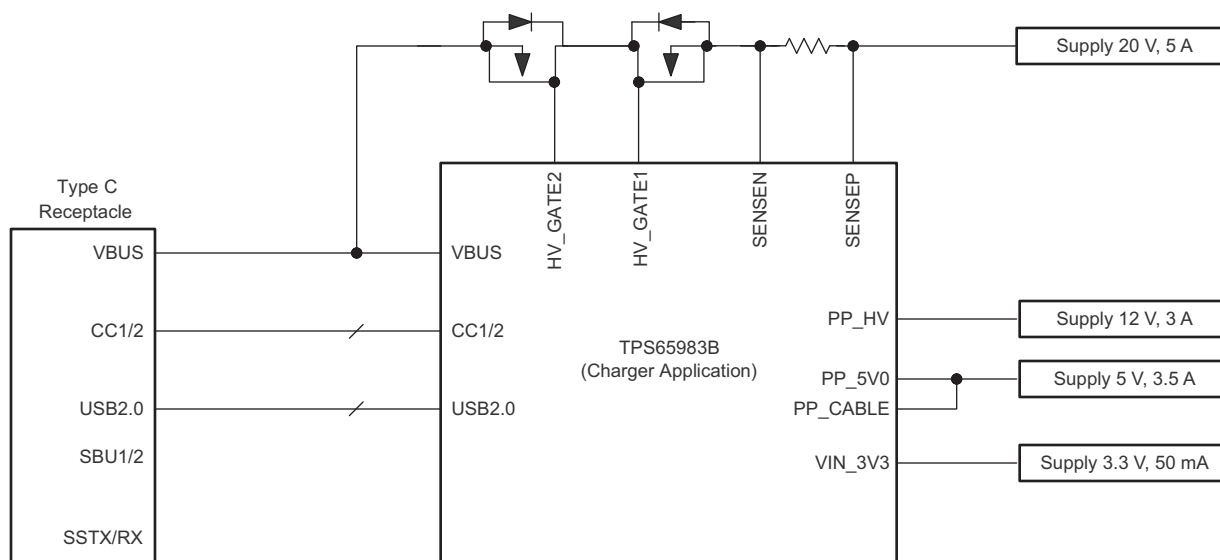 Supply 20 V, 5 A
HV_GATE2
HV_GATE1
SENSEN
SENSEP
Type C
Receptacle
VBUS
VBUS
CC1/2
CC1/2
USB2.0
USB2.0
SBU1/2
SSTX/RX
TPS65983B
(Charger Application)
PP_HV
Supply 12 V, 3 A
PP_5V0
Supply 5 V, 3.5 A
PP_CABLE
VIN_3V3
Supply 3.3 V, 50 mA